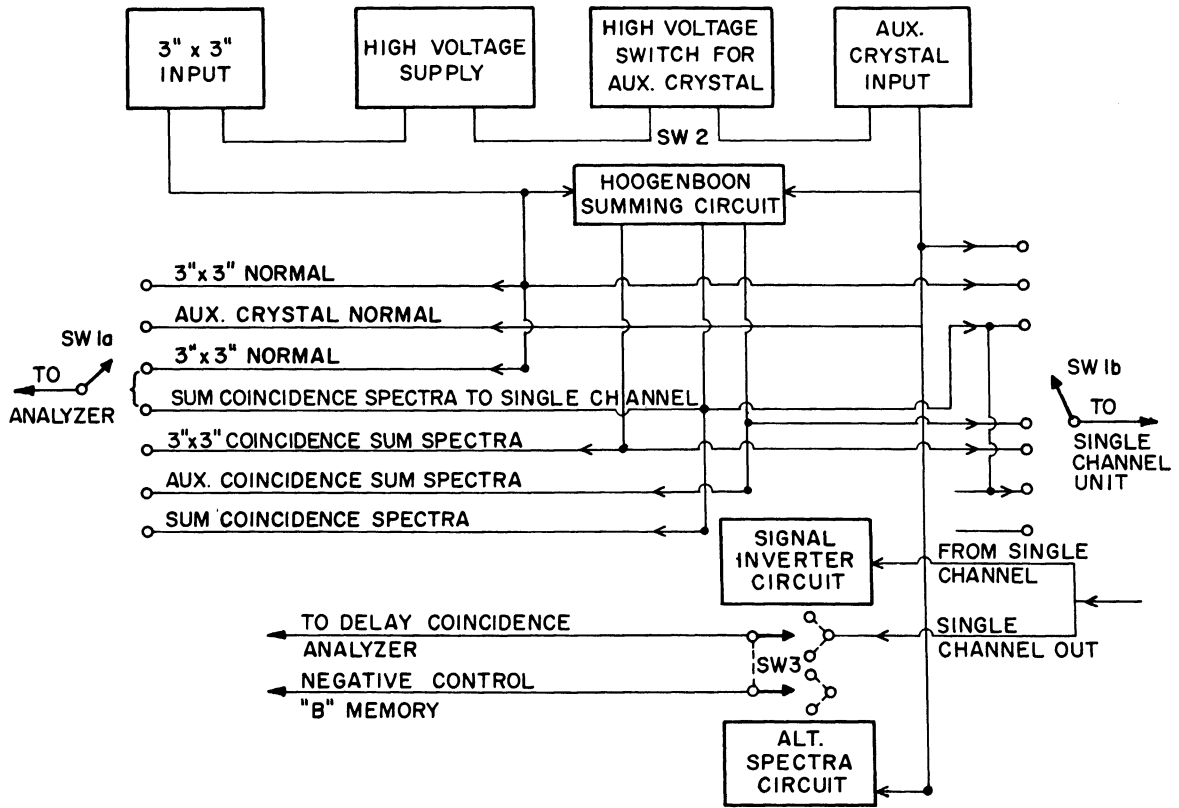 3" x 3"
INPUT
HIGH VOLTAGE
SUPPLY
HIGH VOLTAGE
SWITCH FOR
AUX. CRYSTAL
AUX.
CRYSTAL
INPUT
SW 2
HOOGENBOON
SUMMING CIRCUIT
3" x 3" NORMAL
AUX. CRYSTAL NORMAL
SW 1a
3" x 3" NORMAL
TO
ANALYZER
SUM COINCIDENCE SPECTRA TO SINGLE CHANNEL
3" x 3" COINCIDENCE SUM SPECTRA
AUX. COINCIDENCE SUM SPECTRA
SUM COINCIDENCE SPECTRA
SW 1b
TO
SINGLE
CHANNEL
UNIT
SIGNAL
INVERTER
CIRCUIT
FROM SINGLE
CHANNEL
TO DELAY COINCIDENCE
ANALYZER
SW3
SINGLE
CHANNEL OUT
NEGATIVE CONTROL
"B" MEMORY
ALT.
SPECTRA
CIRCUIT